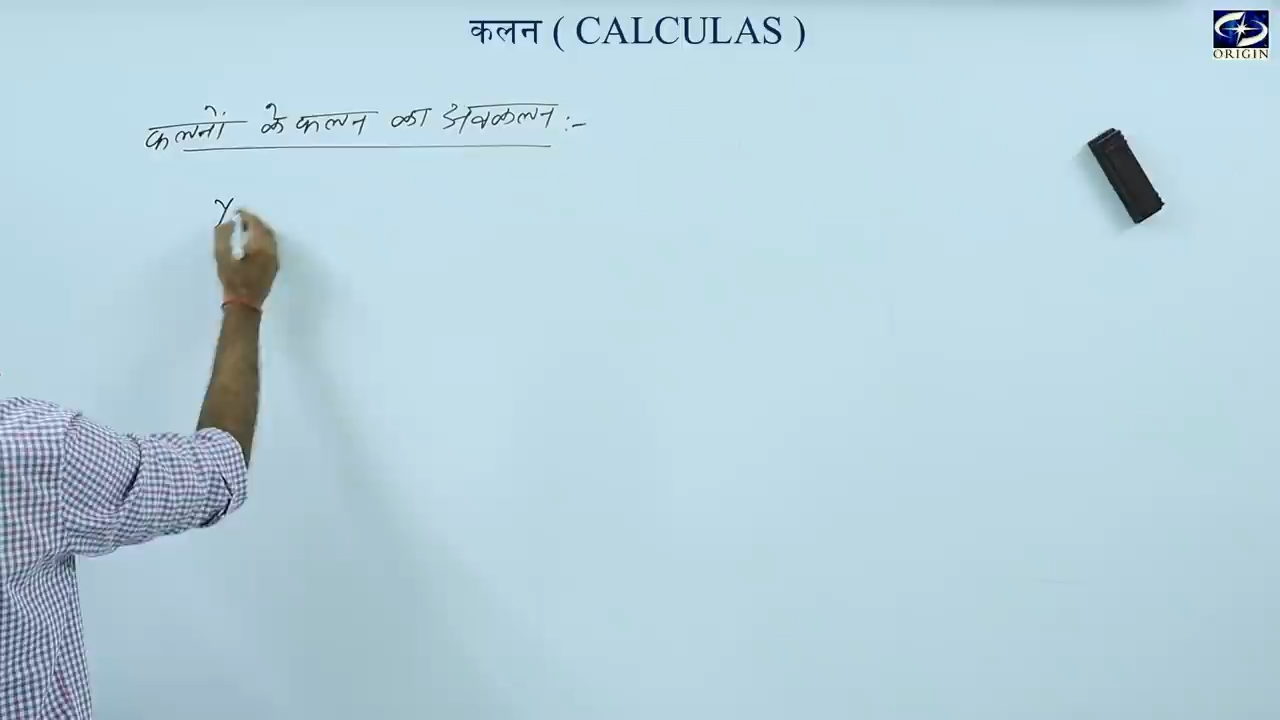 कलन ( CALCULAS )
ORIGIN
फलनों के फलन का अवकलन :-
y